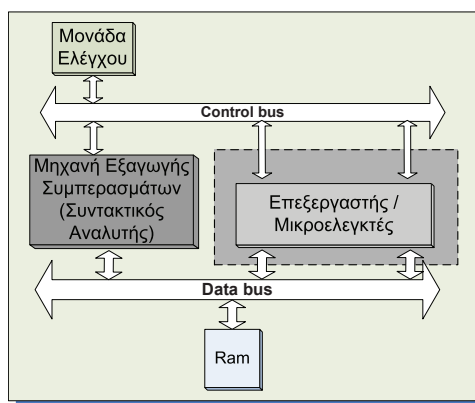 Μονάδα
Ελέγχου
Control bus
Μηχανή Εξαγωγής
Συμπερασμάτων
(Συντακτικός
Αναλυτής)
Επεξεργαστής /
Μικροελεγκτές
Data bus
Ram